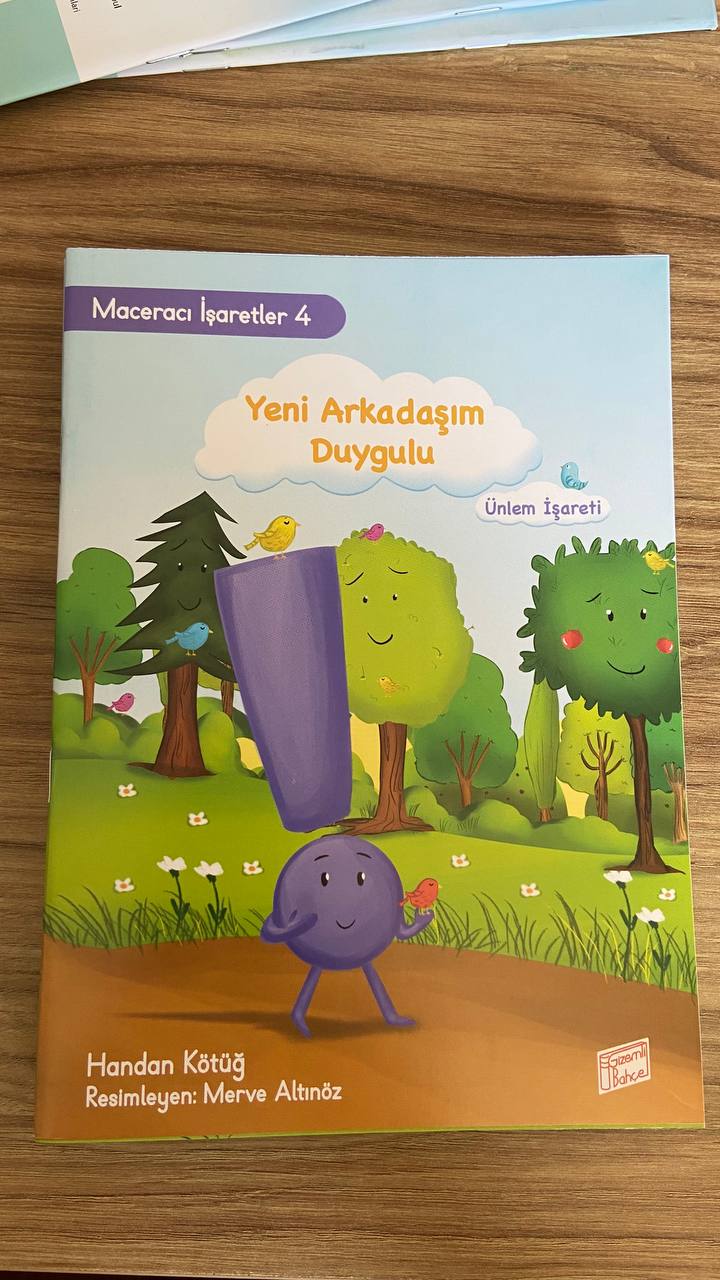 Maceracı İşaretler 4
Yeni Arkadaşım
Duygulu
Ünlem İşareti
Handan Kötüğ
Resimleyen: Merve Altınöz
Gizemli
Bahçe